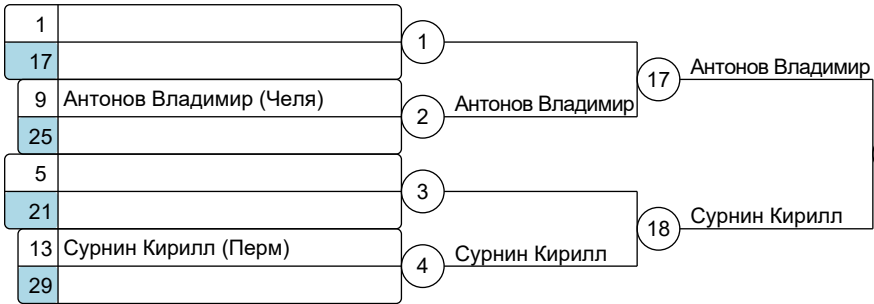 1
17
1
9 Антонов Владимир (Челя)
25
2
Антонов Владимир
17
Антонов Владимир
5
21
3
13 Сурнин Кирилл (Перм)
29
4
Сурнин Кирилл
18
Сурнин Кирилл